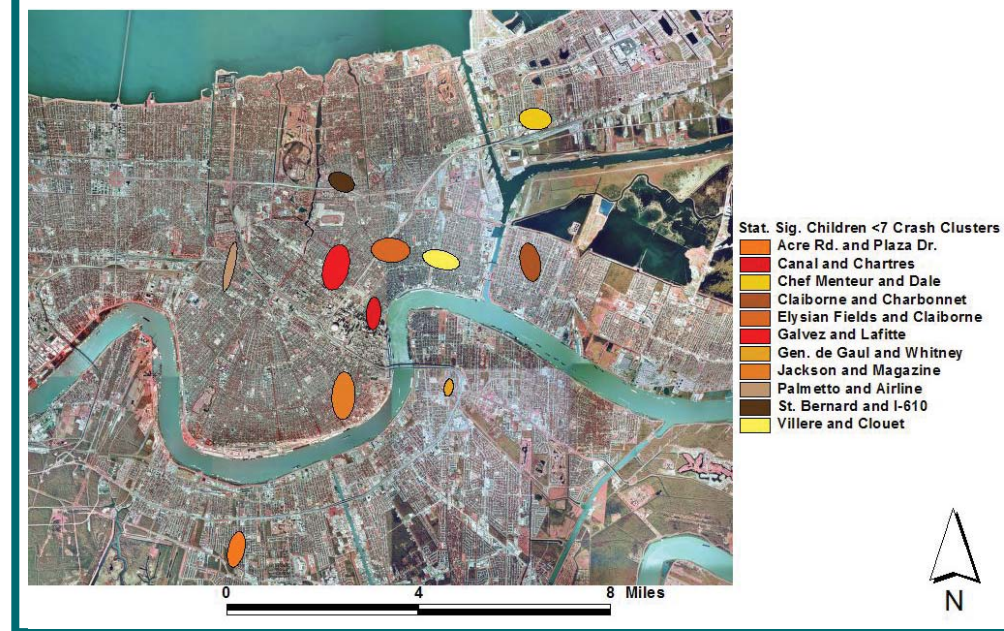 Stat. Sig. Children <7 Crash Clusters
Acre Rd. and Plaza Dr.
Canal and Chartres
Chef Menteur and Dale
Claiborne and Charbonnet
Elysian Fields and Claiborne
Galvez and Lafitte
Gen. de Gaul and Whitney
Jackson and Magazine
Palmetto and Airline
St. Bernard and I-610
Villere and Clouet
0 4 8 Miles
N